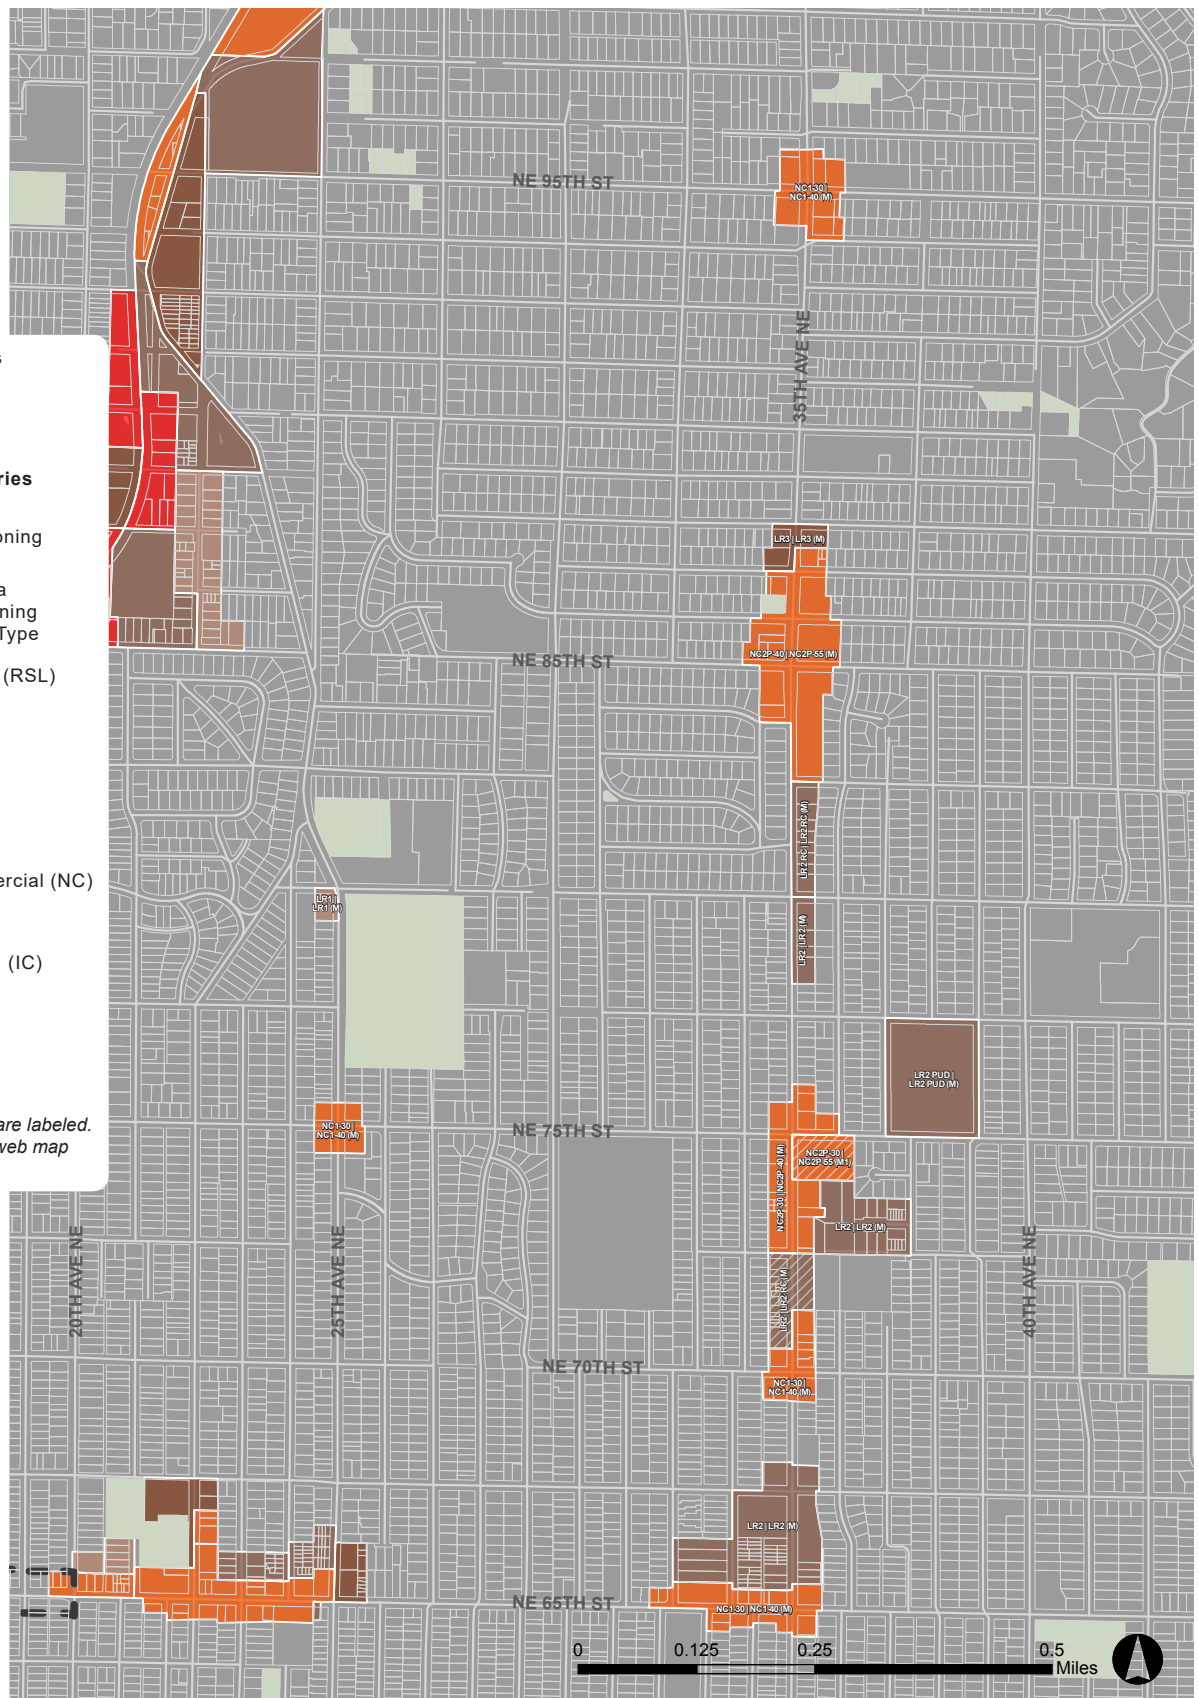 NE 95TH ST
NC1-30 |
NC1-40 (M)
35TH AVE NE
s
ries
oning
a
ning
Type
(RSL)
ercial (NC)
(IC)
are labeled.
web map
LR3 | LR3 (M)
NC2P-40 | NC2P-55 (M)
NE 85TH ST
LR2 RC | LR2 RC (M)
LR1 |
LR1 (M)
LR2 | LR2 (M)
LR2 PUD |
LR2 PUD (M)
NC1-30 |
NC1-40 (M)
NE 75TH ST
NC2P-30 | NC2P-40 (M)
NC2P-30 |
NC2P-55 (M1)
LR2 | LR2 (M)
20TH AVE NE
25TH AVE NE
40TH AVE NE
LR2 | LR2 RC (M)
NE 70TH ST
NC1-30 |
NC1-40 (M)
LR2 | LR2 (M)
NE 65TH ST
NC1-30 | NC1-40 (M)
0 0.125 0.25 0.5
Miles